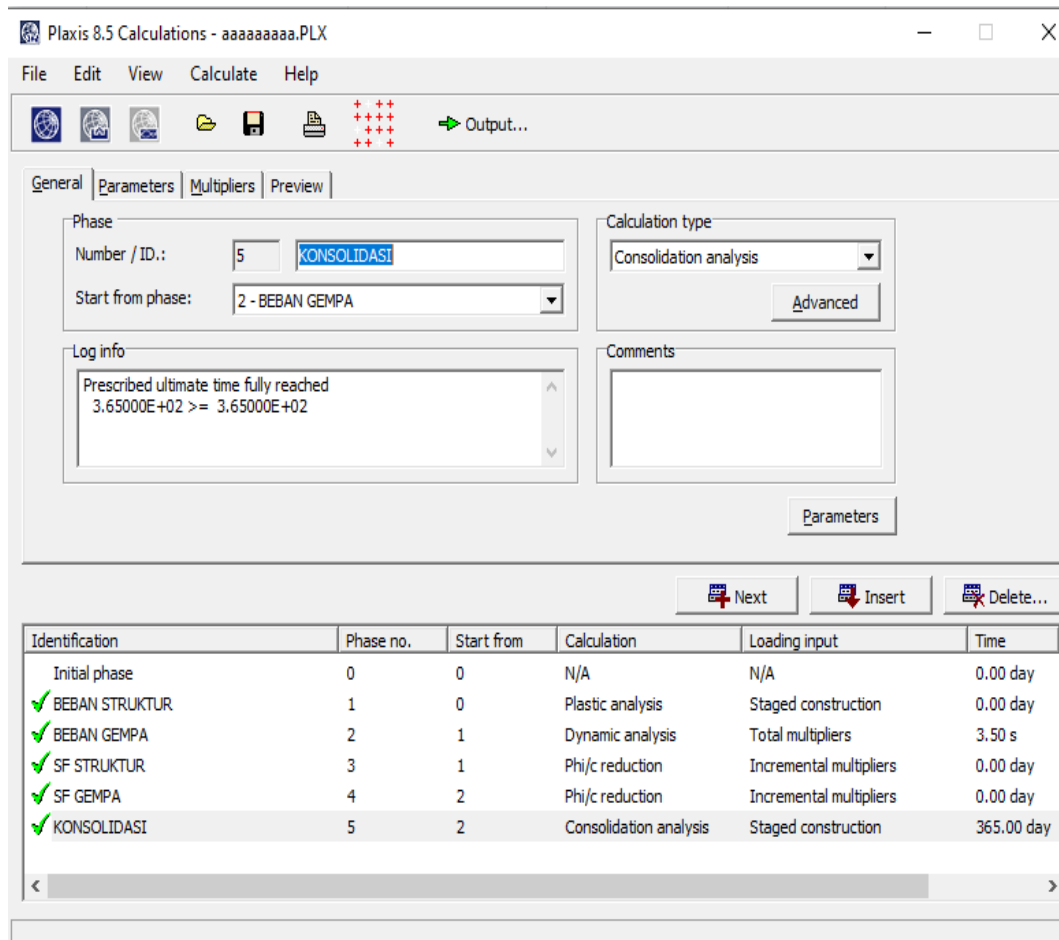 Plaxis 8.5 Calculations - aaaaaaaaa.PLX
File Edit View Calculate Help
Output...
General Parameters Multipliers Preview
Phase
Number / ID.: 5 KONSOLIDASI
Start from phase: 2 - BEBAN GEMPA
Calculation type
Consolidation analysis
Advanced
Log info
Prescribed ultimate time fully reached
3.65000E+02 >= 3.65000E+02
Comments
Parameters
Next Insert Delete...
Identification Phase no. Start from Calculation Loading input Time
Initial phase 0 0 N/A N/A 0.00 day
BEBAN STRUKTUR 1 0 Plastic analysis Staged construction 0.00 day
BEBAN GEMPA 2 1 Dynamic analysis Total multipliers 3.50 s
SF STRUKTUR 3 1 Phi/c reduction Incremental multipliers 0.00 day
SF GEMPA 4 2 Phi/c reduction Incremental multipliers 0.00 day
KONSOLIDASI 5 2 Consolidation analysis Staged construction 365.00 day